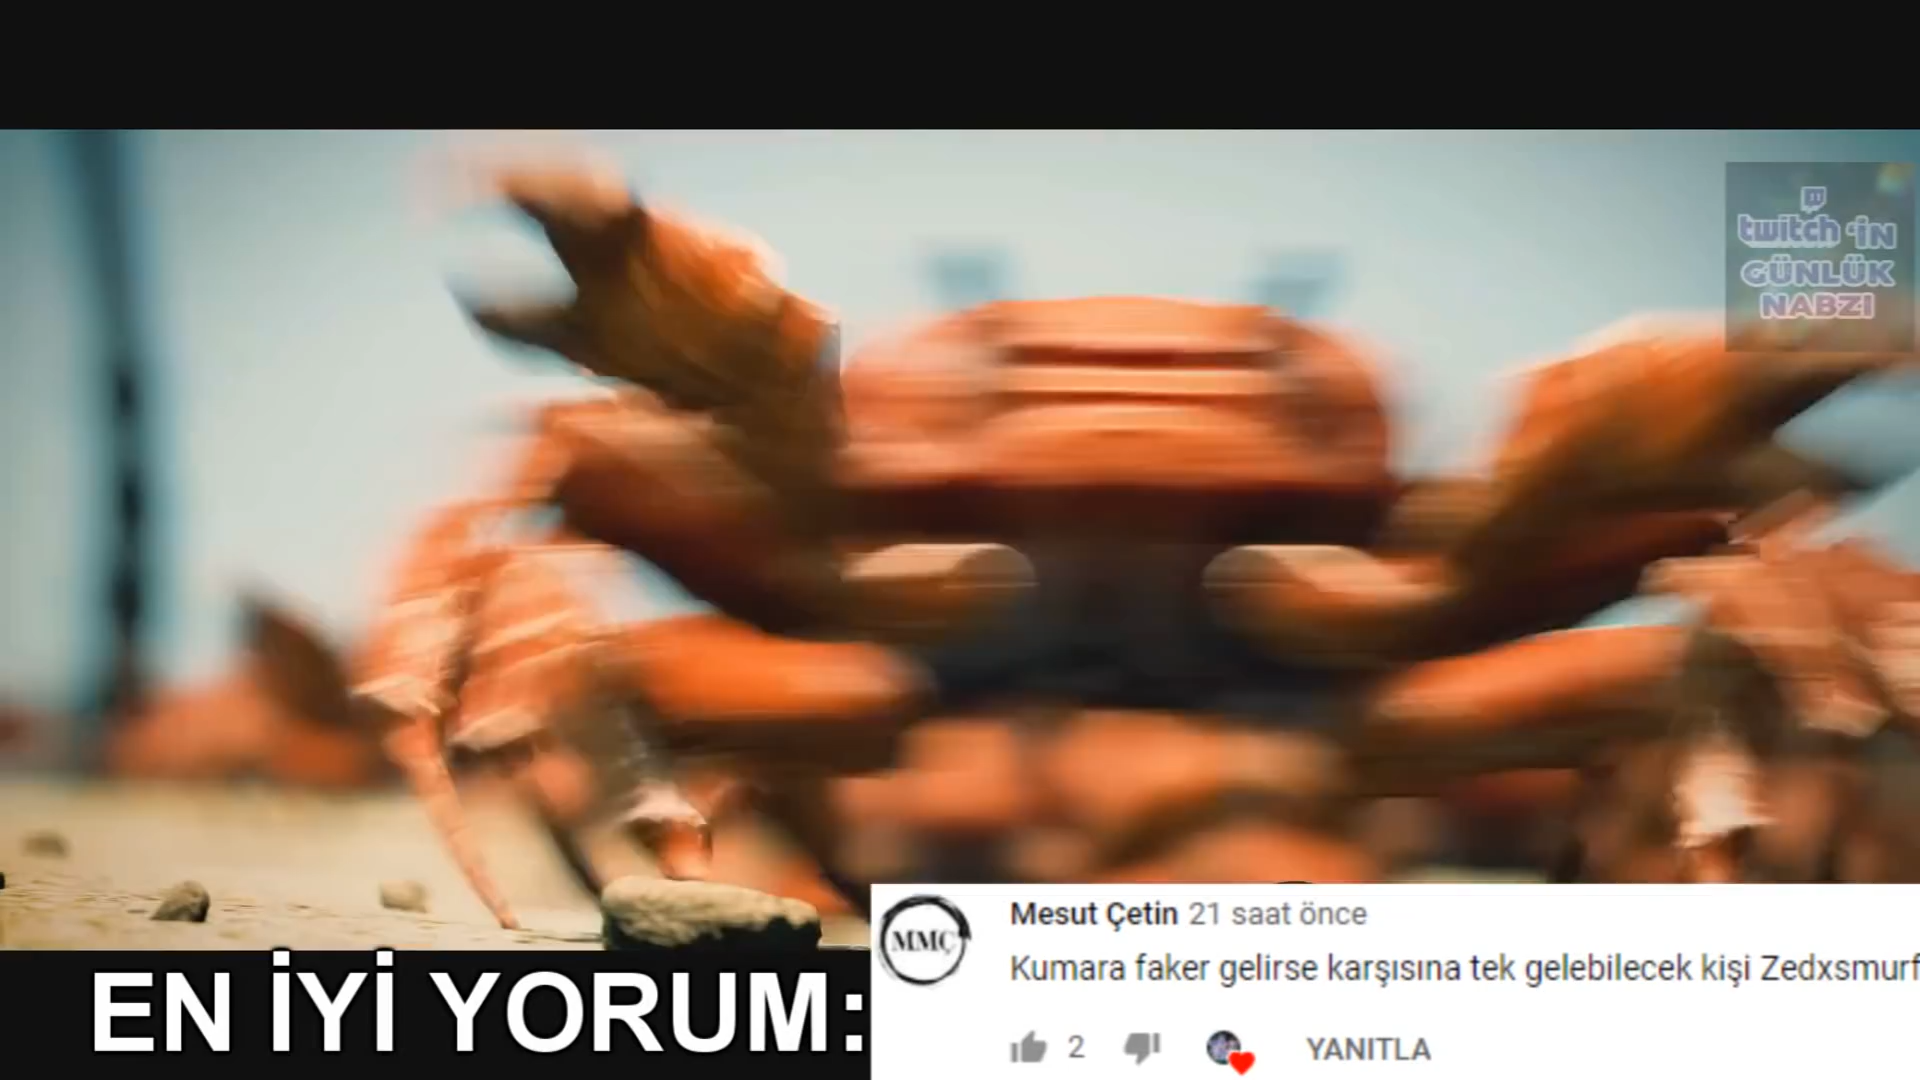 twitch 'iN
GÜNLÜK
NABZI
MMÇ
Mesut Çetin 21 saat önce
Kumara faker gelirse karşısına tek gelebilecek kişi Zedxsmurf
EN İYİ YORUM:
2
YANITLA